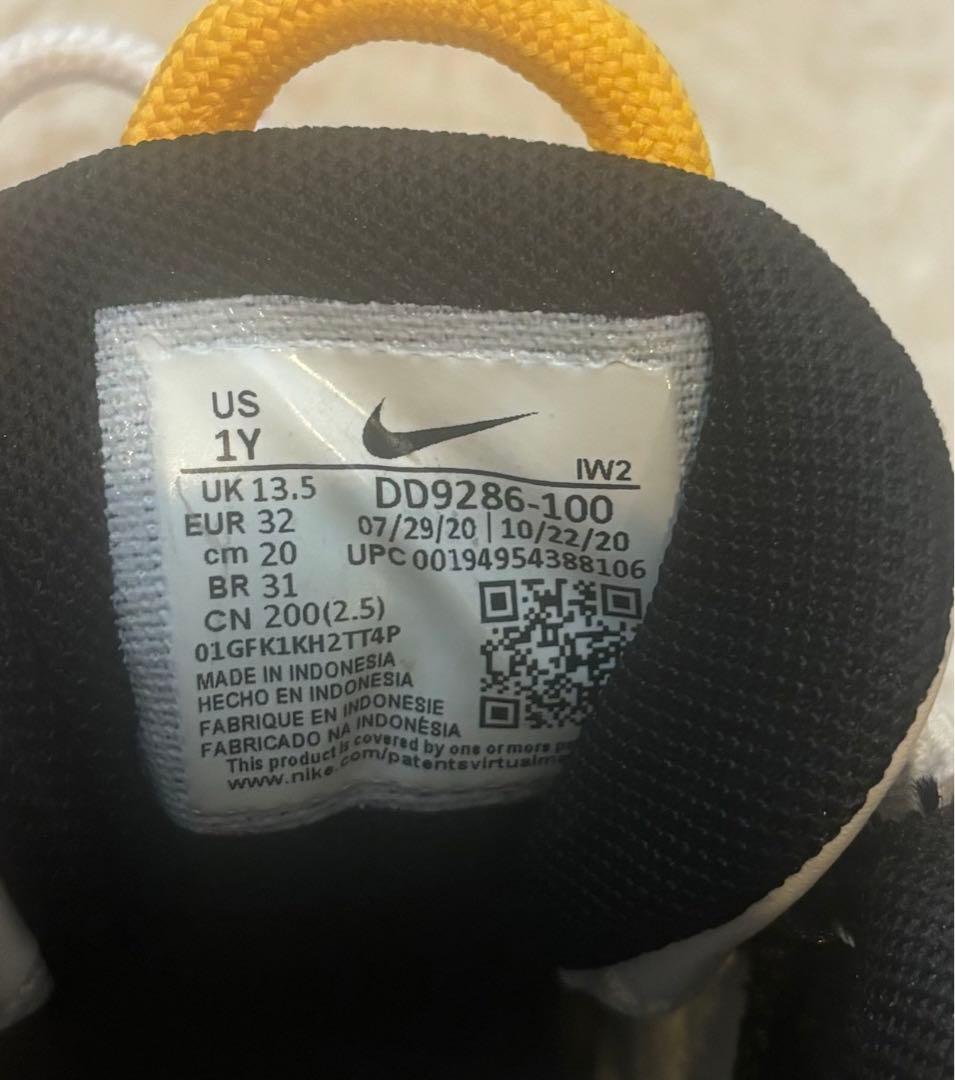 US
1Y
IW2
UK 13.5
DD9286-100
EUR 32
07/29/20 | 10/22/20
cm 20
UPC 00194954388106
BR 31
CN 200(2.5)
01GFK1KH2TT4P
MADE IN INDONESIA
HECHO EN INDONESIA
FABRIQUE EN INDONESIE
FABRICADO NA INDONÉSIA
This product is covered by one or more
www.nike.com/patentsvirtualm